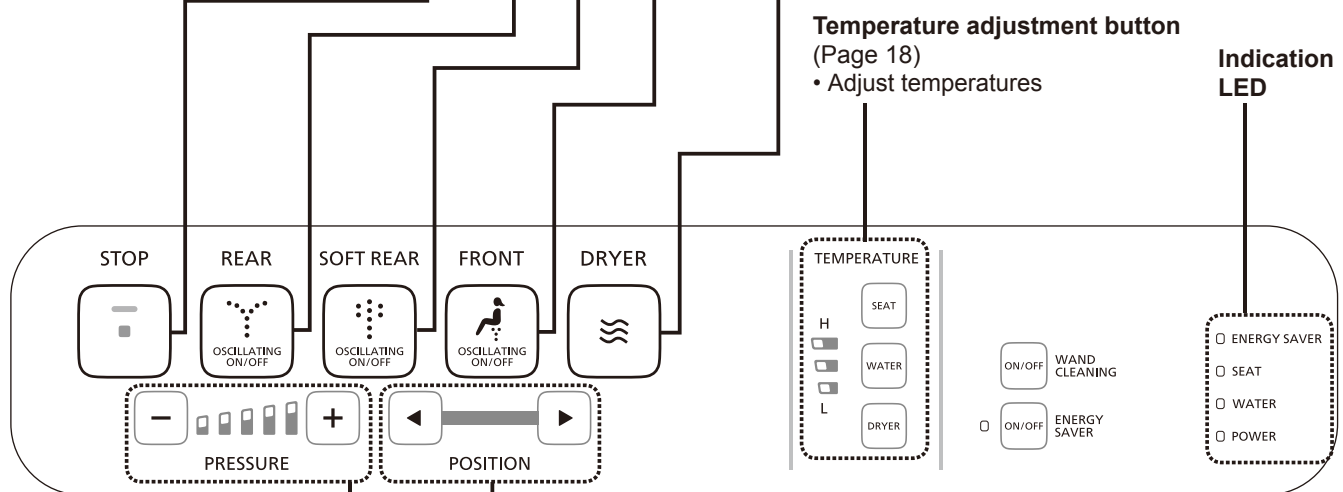 Temperature adjustment button
(Page 18)
• Adjust temperatures
Indication
LED
STOP
REAR
SOFT REAR
FRONT
DRYER
OSCILLATING
ON/OFF
OSCILLATING
ON/OFF
OSCILLATING
ON/OFF
− +
PRESSURE
POSITION
TEMPERATURE
SEAT
H
WATER
L
DRYER
ON/OFF
WAND
CLEANING
ON/OFF
ENERGY
SAVER
ENERGY SAVER
SEAT
WATER
POWER